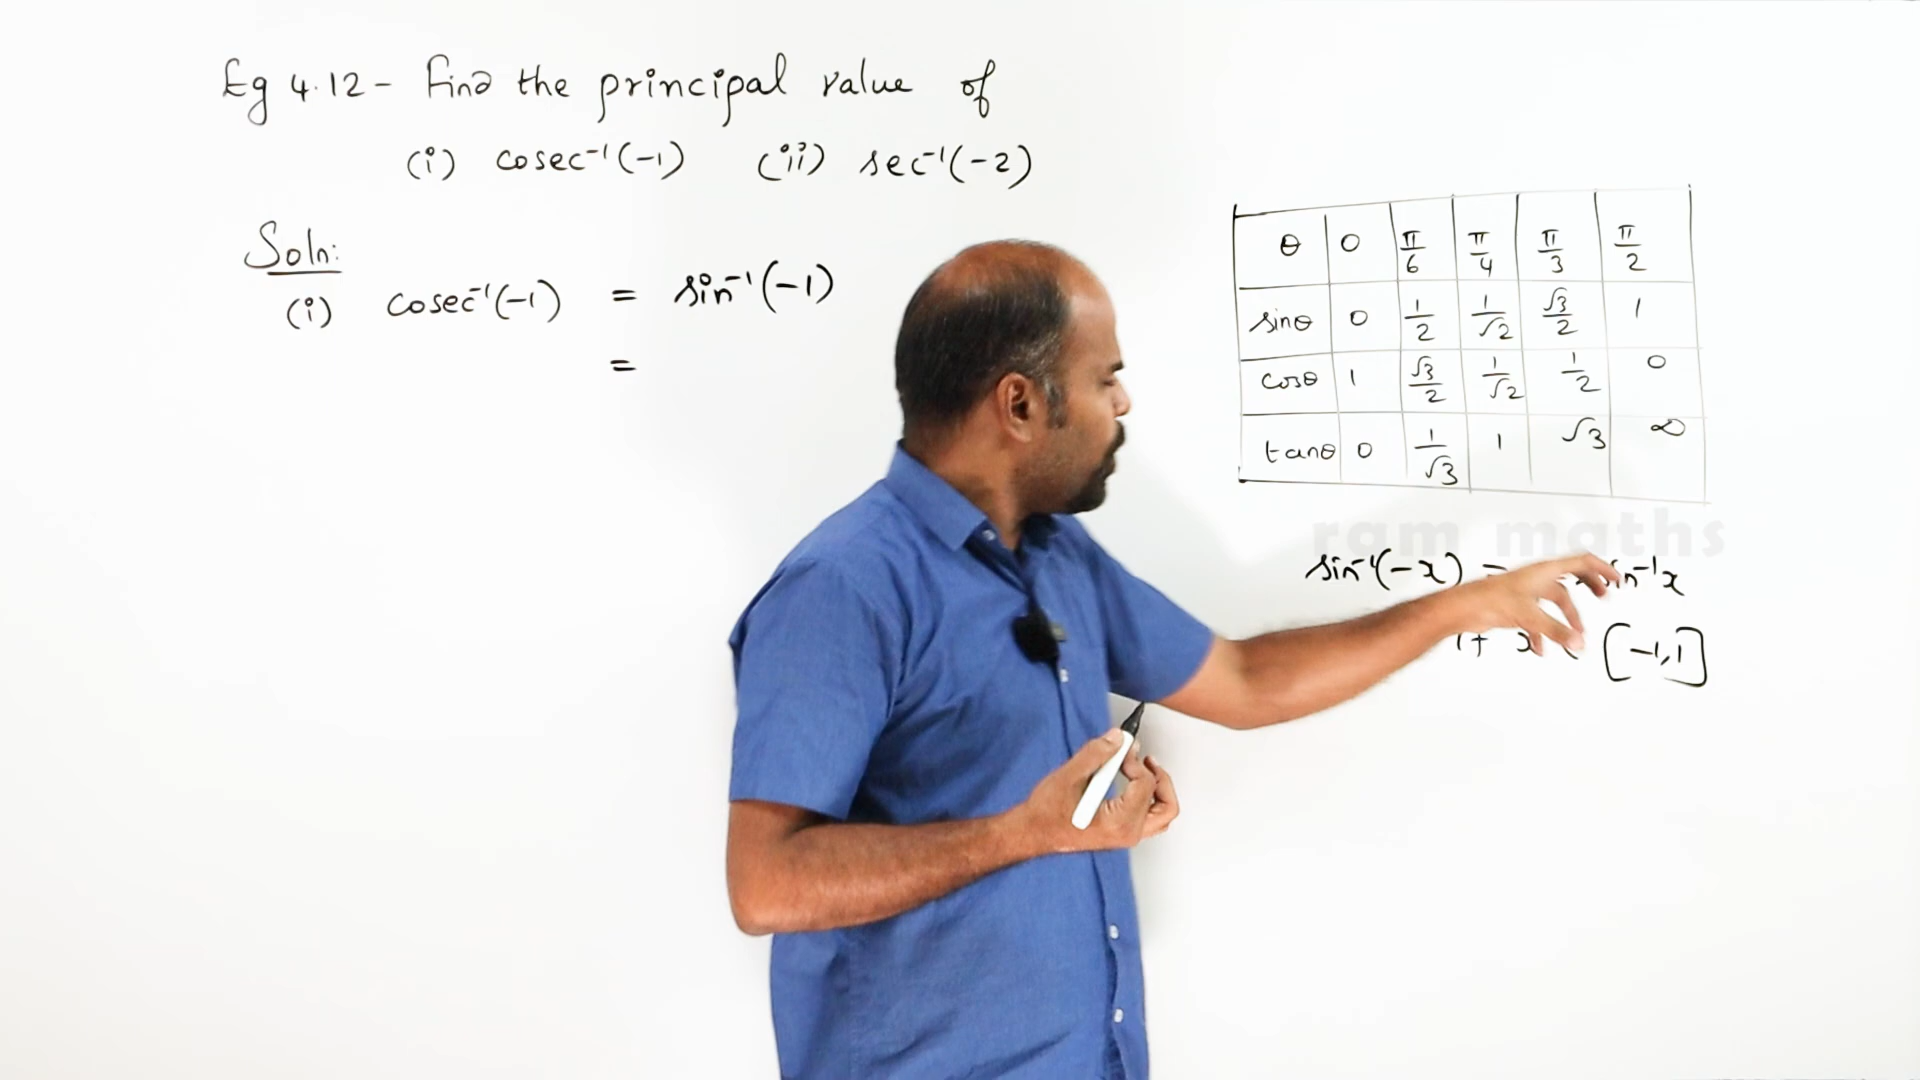 Eg 4.12 - Find the principal value of
(i) cosec⁻¹(-1) (ii) sec⁻¹(-2)
Soln:
(i) cosec⁻¹(-1) = sin⁻¹(-1)
=
θ 0 π/6 π/4 π/3 π/2
sinθ 0 1/2 1/√2 √3/2 1
cosθ 1 √3/2 1/√2 1/2 0
tanθ 0 1/√3 1 √3 ∞
ram maths
sin⁻¹(-x) = sin⁻¹x
if x [-1,1]